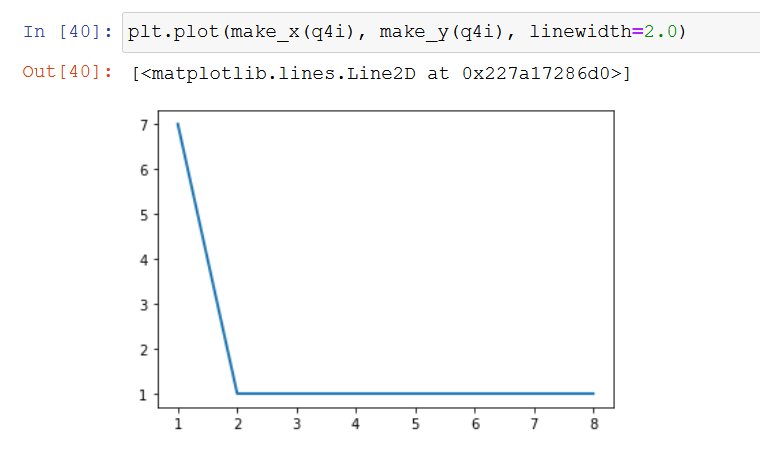 In [40]: plt.plot(make_x(q4i), make_y(q4i), linewidth=2.0)
Out[40]: [<matplotlib.lines.Line2D at 0x227a17286d0>]
7
6
5
4
3
2
1
1 2 3 4 5 6 7 8